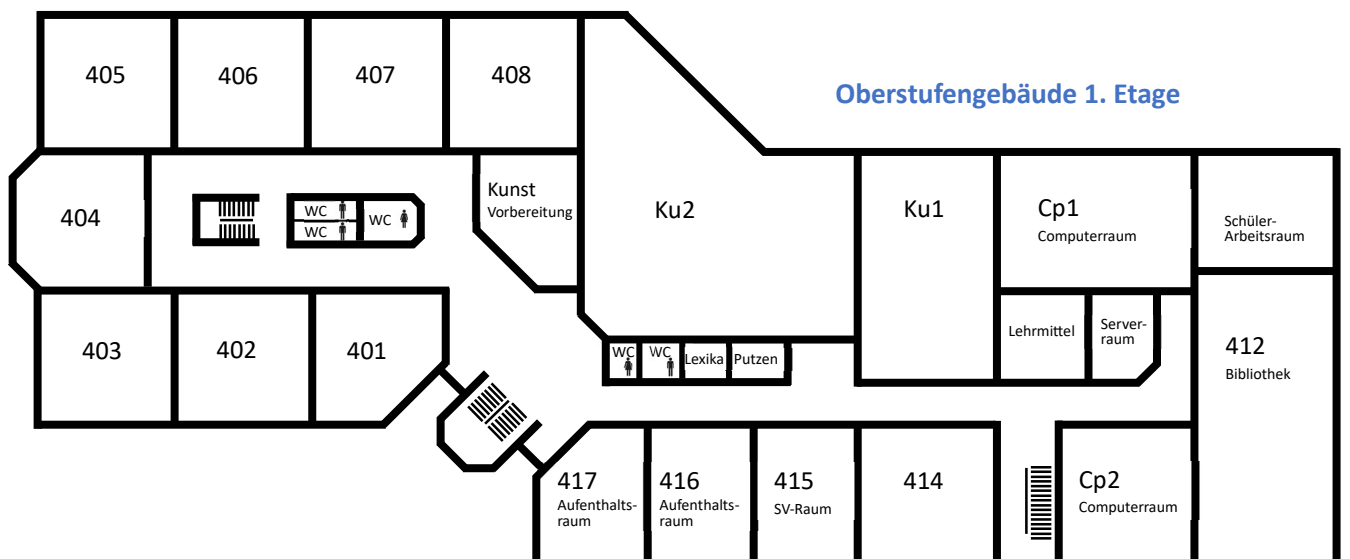 Oberstufengebäude 1. Etage
405
406
407
408
404
WC
WC
WC
Kunst
Vorbereitung
Ku2
Ku1
Cp1
Computerraum
Schüler-
Arbeitsraum
403
402
401
WC
WC
Lexika
Putzen
Lehrmittel
Server-
raum
412
Bibliothek
417
Aufenthalts-
raum
416
Aufenthalts-
raum
415
SV-Raum
414
Cp2
Computerraum